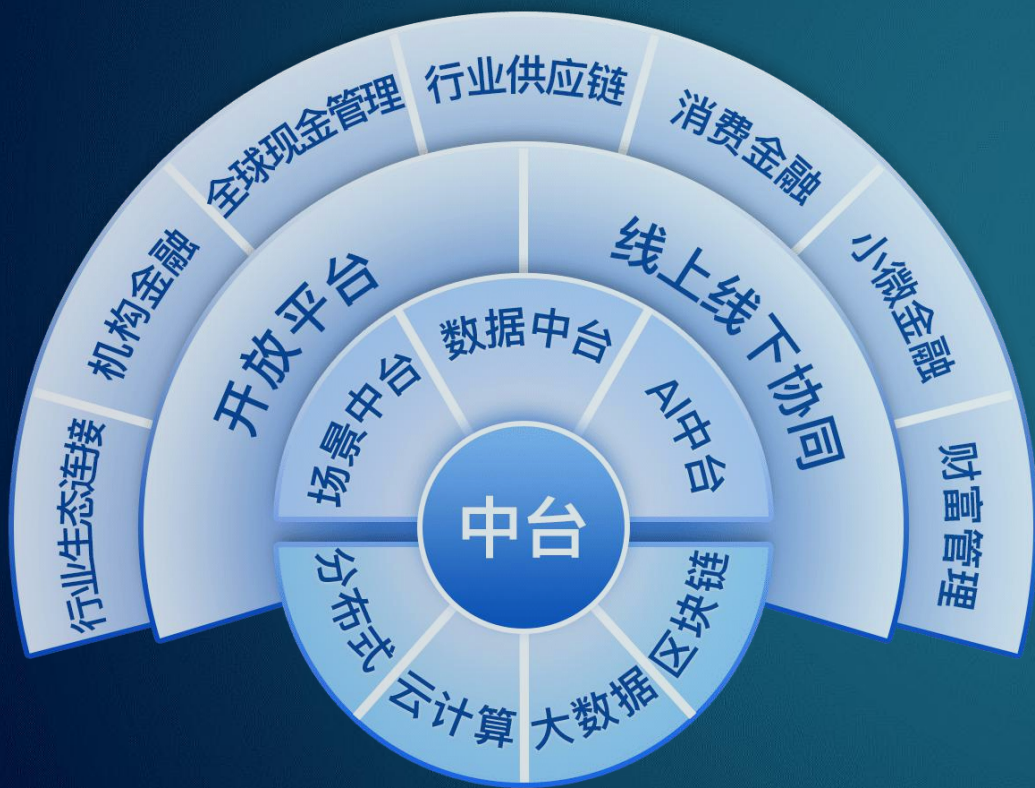 行业生态连接
机构金融
全球现金管理
行业供应链
消费金融
小微金融
财富管理
开放平台
线上线下协同
场景中台
数据中台
AI中台
中台
分布式
云计算
大数据
区块链